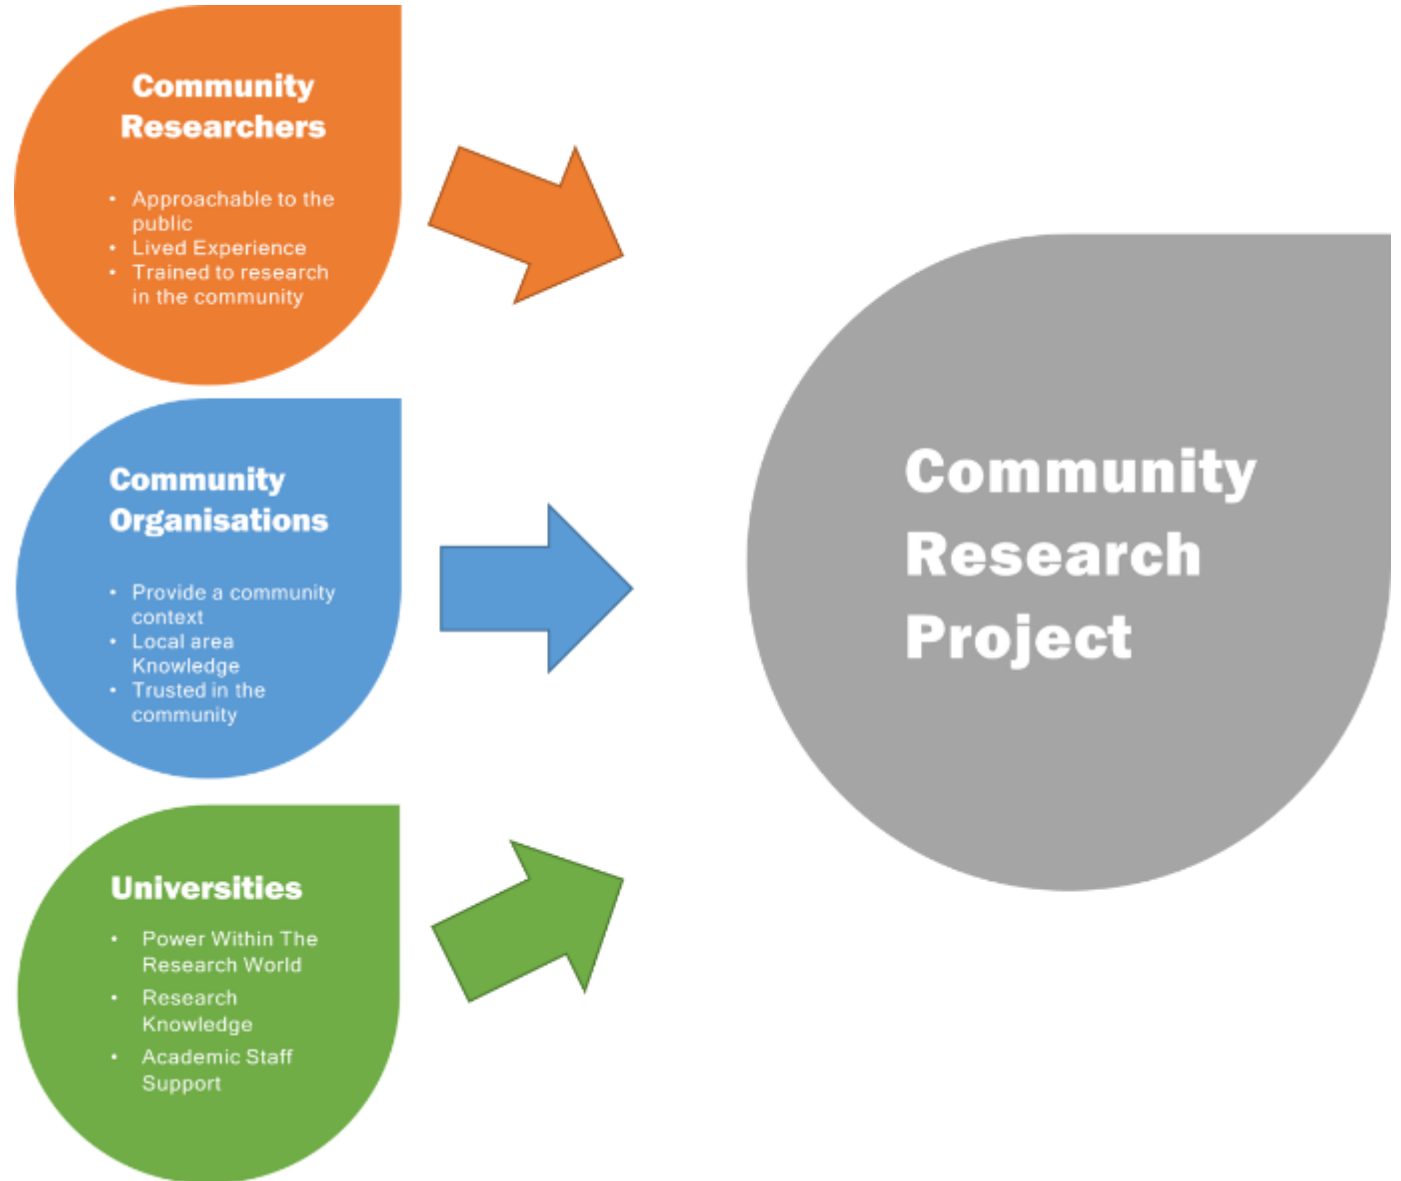 Community
Researchers
• Approachable to the
public
• Lived Experience
• Trained to research
in the community
Community
Organisations
• Provide a community
context
• Local area
Knowledge
• Trusted in the
community
Universities
• Power Within The
Research World
• Research
Knowledge
• Academic Staff
Support
Community
Research
Project